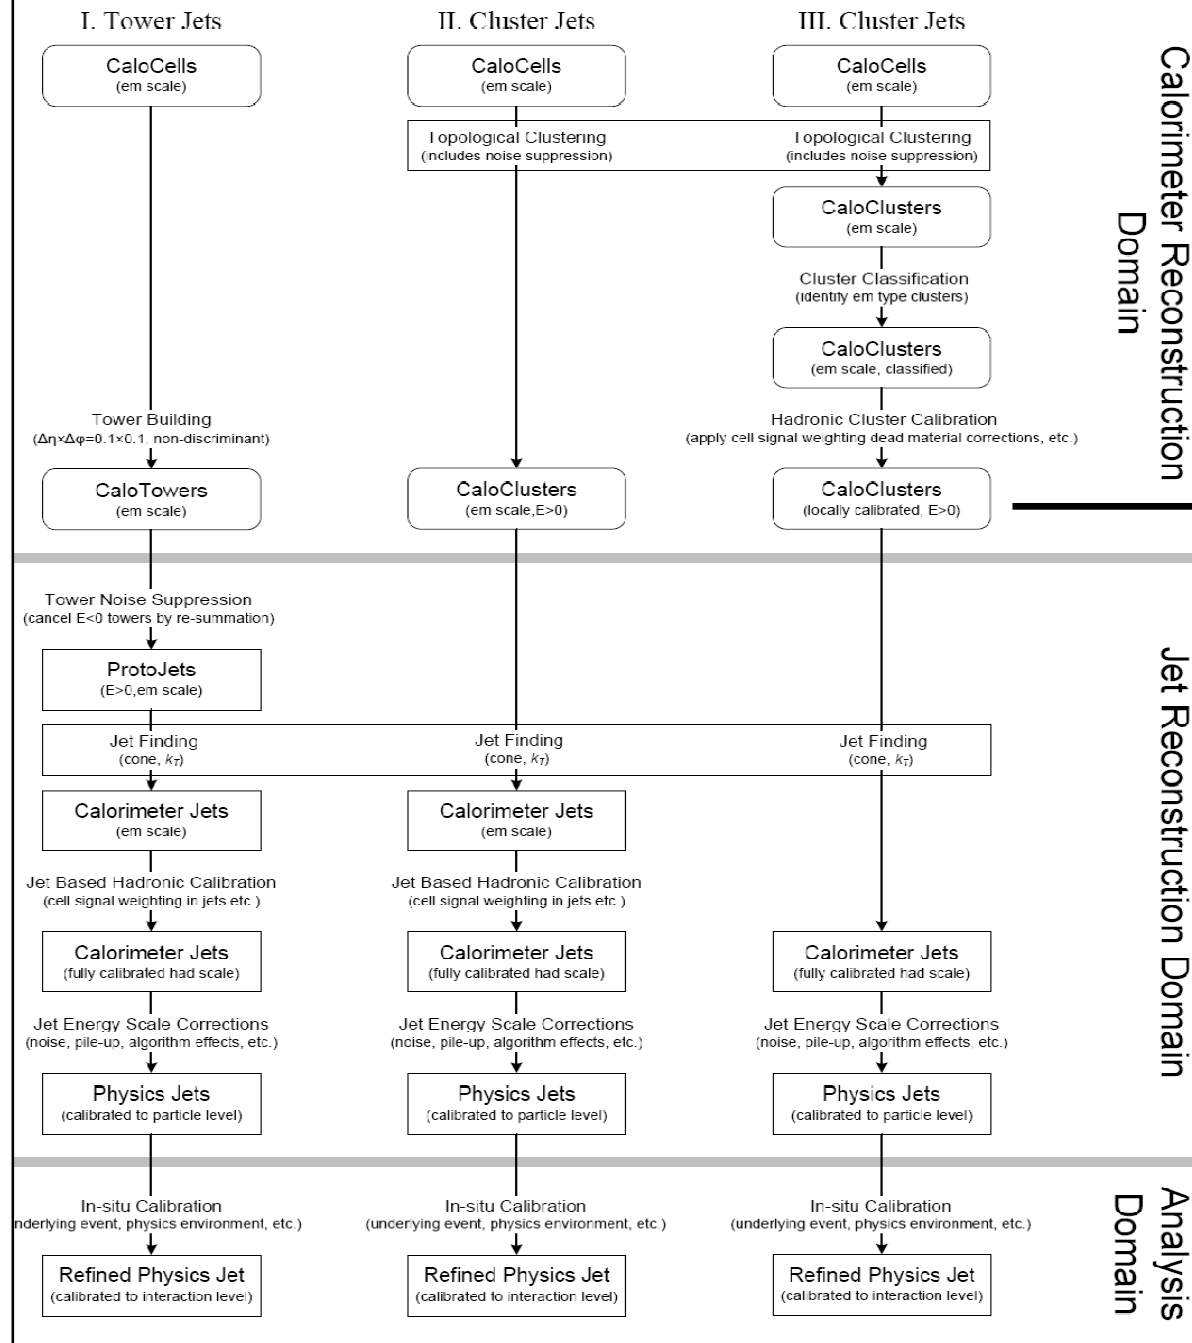 I. Tower Jets
II. Cluster Jets
III. Cluster Jets
CaloCells
(em scale)
CaloCells
(em scale)
CaloCells
(em scale)
Topological Clustering
(includes noise suppression)
Topological Clustering
(includes noise suppression)
CaloClusters
(em scale)
Cluster Classification
(identify em type clusters)
CaloClusters
(em scale, classified)
Tower Building
(Δη×Δφ=0.1×0.1, non-discriminant)
Hadronic Cluster Calibration
(apply cell signal weighting dead material corrections, etc.)
CaloTowers
(em scale)
CaloClusters
(em scale,E>0)
CaloClusters
(locally calibrated, E>0)
Calorimeter Reconstruction
Domain
Tower Noise Suppression
(cancel E<0 towers by re-summation)
ProtoJets
(E>0,em scale)
Jet Finding
(cone, kT)
Jet Finding
(cone, kT)
Jet Finding
(cone, kT)
Calorimeter Jets
(em scale)
Calorimeter Jets
(em scale)
Jet Based Hadronic Calibration
(cell signal weighting in jets etc.)
Jet Based Hadronic Calibration
(cell signal weighting in jets etc.)
Calorimeter Jets
(fully calibrated had scale)
Calorimeter Jets
(fully calibrated had scale)
Calorimeter Jets
(fully calibrated had scale)
Jet Energy Scale Corrections
(noise, pile-up, algorithm effects, etc.)
Jet Energy Scale Corrections
(noise, pile-up, algorithm effects, etc.)
Jet Energy Scale Corrections
(noise, pile-up, algorithm effects, etc.)
Physics Jets
(calibrated to particle level)
Physics Jets
(calibrated to particle level)
Physics Jets
(calibrated to particle level)
Jet Reconstruction Domain
In-situ Calibration
nderlying event, physics environment, etc.)
In-situ Calibration
(underlying event, physics environment, etc.)
In-situ Calibration
(underlying event, physics environment, etc.)
Refined Physics Jet
(calibrated to interaction level)
Refined Physics Jet
(calibrated to interaction level)
Refined Physics Jet
(calibrated to interaction level)
Analysis
Domain